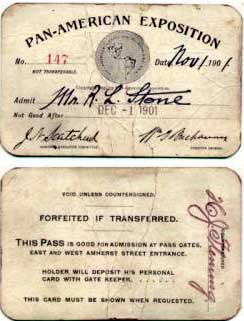 PAN-AMERICAN EXPOSITION
No. 147 Date Nov 1 1901.
NOT TRANSFERABLE.
Admit Mr. R. L. Stone
Not Good After DEC -1 1901
VOID UNLESS COUNTERSIGNED.
FORFEITED IF TRANSFERRED.
THIS PASS IS GOOD FOR ADMISSION AT PASS GATES,
EAST AND WEST AMHERST STREET ENTRANCE.
HOLDER WILL DEPOSIT HIS PERSONAL
CARD WITH GATE KEEPER.
THIS CARD MUST BE SHOWN WHEN REQUESTED.